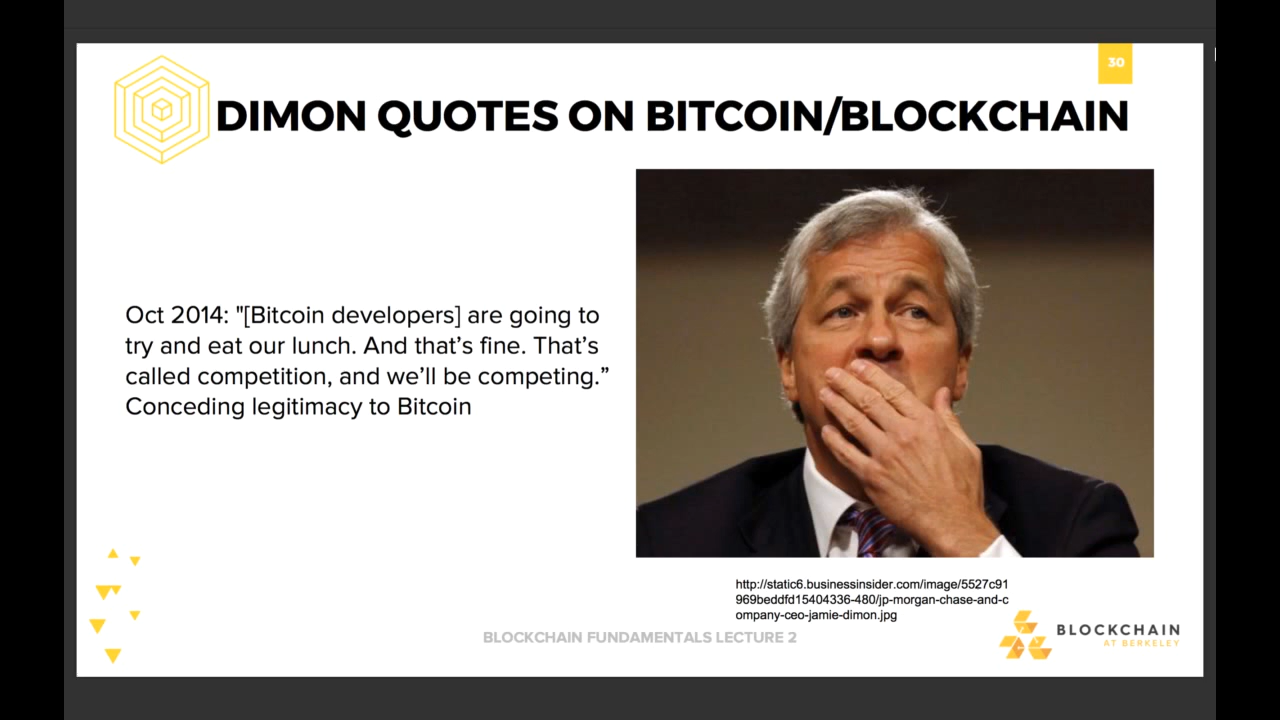 30
DIMON QUOTES ON BITCOIN/BLOCKCHAIN
Oct 2014: "[Bitcoin developers] are going to
try and eat our lunch. And that’s fine. That’s
called competition, and we’ll be competing.”
Conceding legitimacy to Bitcoin
http://static6.businessinsider.com/image/5527c91
969beddfd15404336-480/jp-morgan-chase-and-c
ompany-ceo-jamie-dimon.jpg
BLOCKCHAIN FUNDAMENTALS LECTURE 2
BLOCKCHAIN
AT BERKELEY